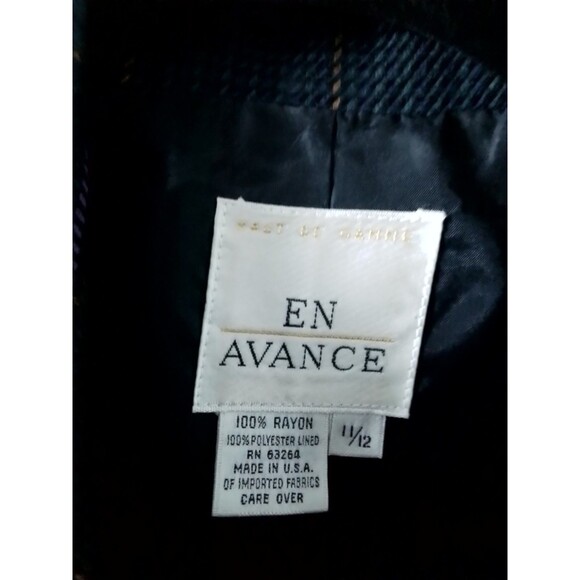 EN
AVANCE
100% RAYON
100% POLYESTER LINED
RN 63264
MADE IN U.S.A.
OF IMPORTED FABRICS
CARE OVER
11/12